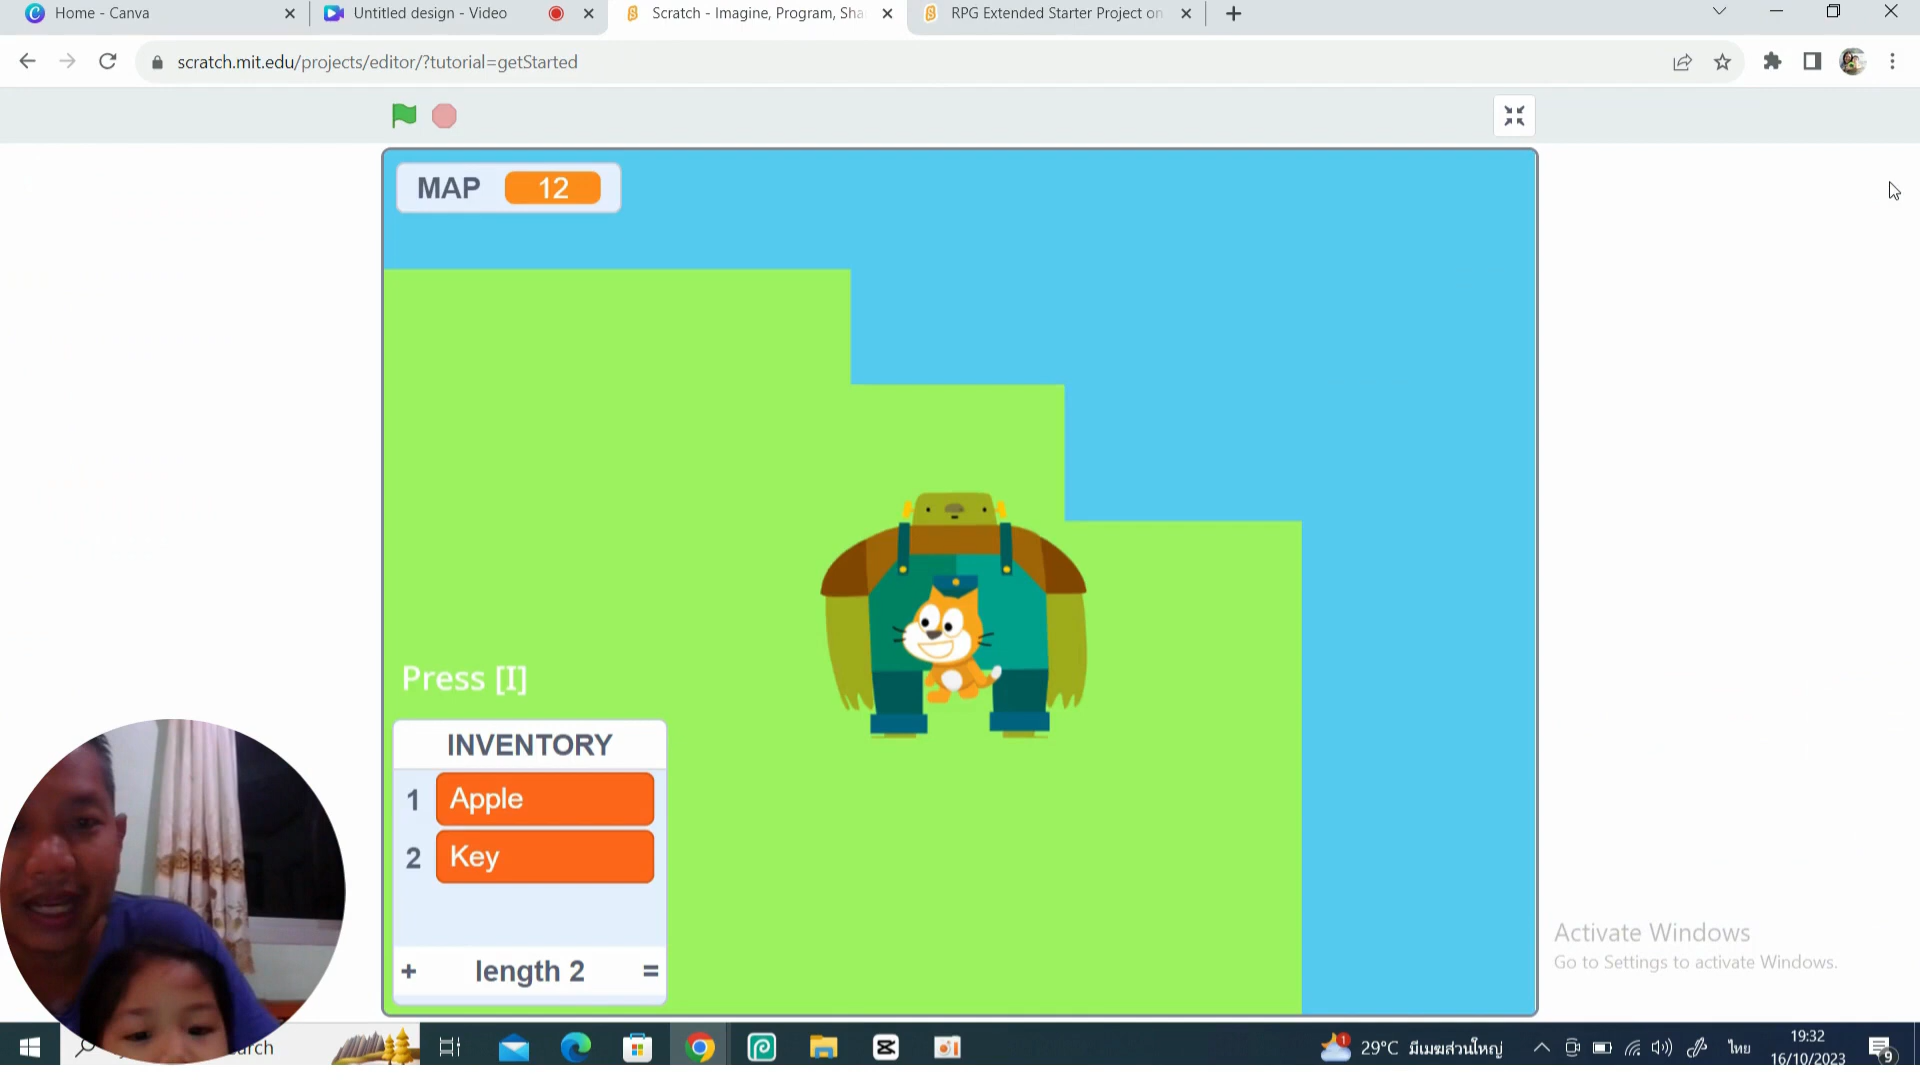 Home - Canva
Untitled design - Video
Scratch - Imagine, Program, Sha
RPG Extended Starter Project on
scratch.mit.edu/projects/editor/?tutorial=getStarted
MAP 12
Press [I]
INVENTORY
1 Apple
2 Key
+ length 2 =
Activate Windows
Go to Settings to activate Windows.
arch
1
29°C มีเมฆส่วนใหญ่
ไทย
19:32
16/10/2023
9